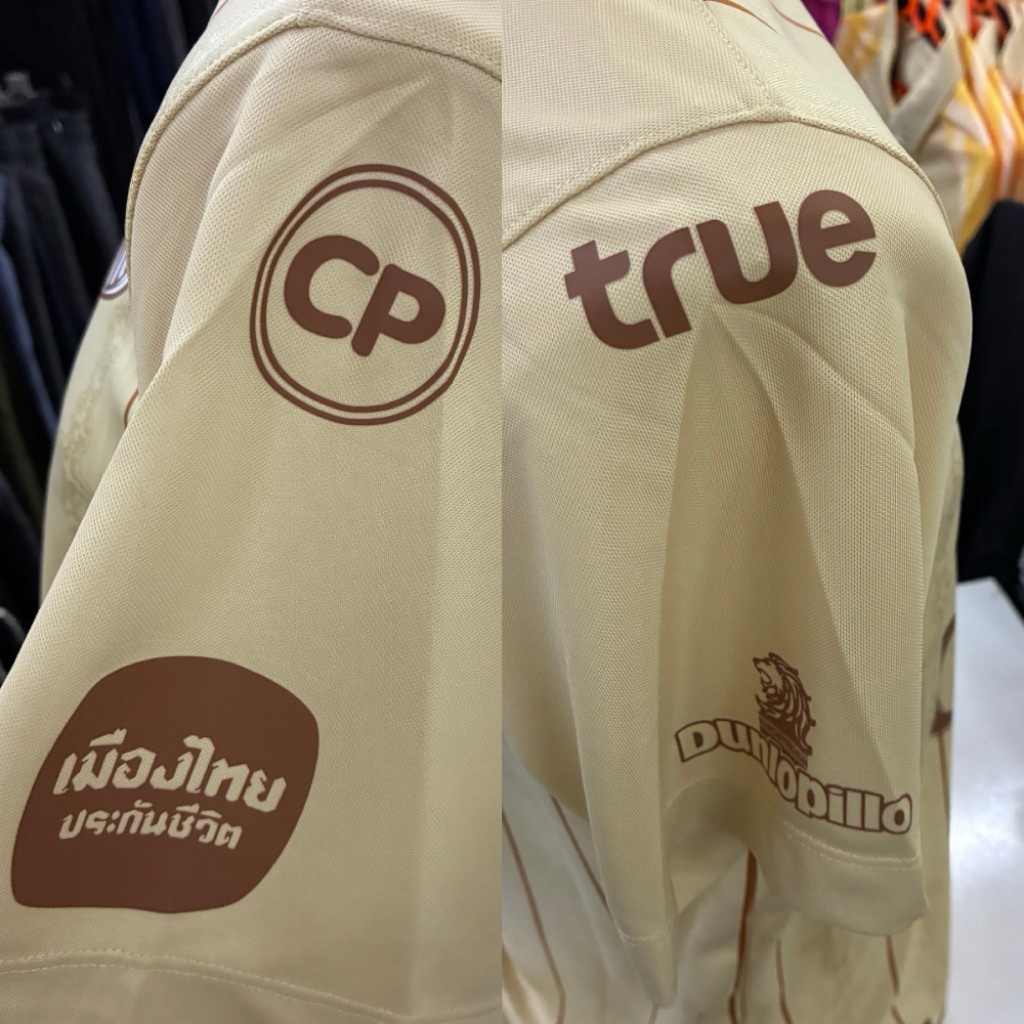 CP
เมืองไทย
ประกันชีวิต
true
DUNlopillo